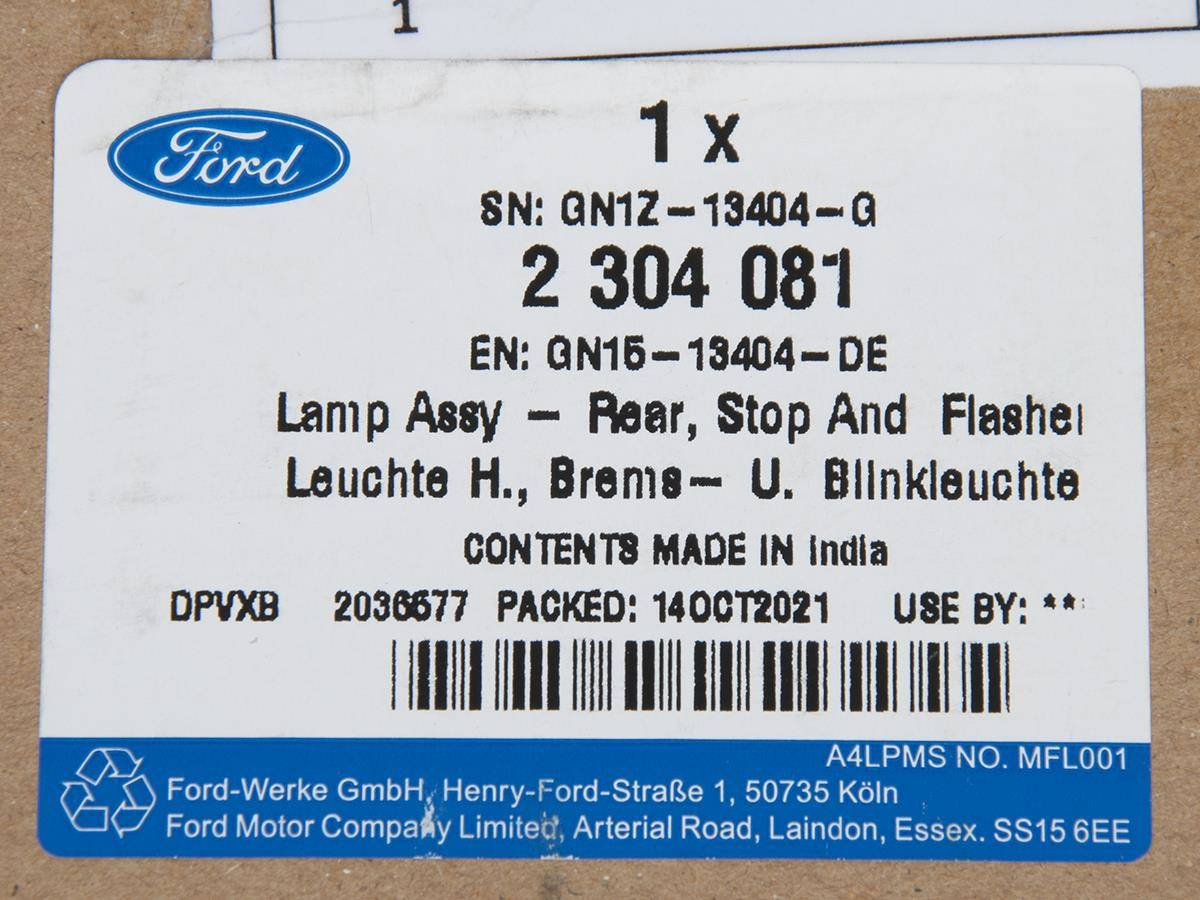 1
Ford
1 x
SN: GN1Z-13404-G
2 304 081
EN: GN15-13404-DE
Lamp Assy - Rear, Stop And Flasher
Leuchte H., Brems- U. Blinkleuchte
CONTENTS MADE IN India
DPVXB 2036577 PACKED: 14OCT2021 USE BY: **
A4LPMS NO. MFL001
Ford-Werke GmbH, Henry-Ford-Straße 1, 50735 Köln
Ford Motor Company Limited, Arterial Road, Laindon, Essex. SS15 6EE